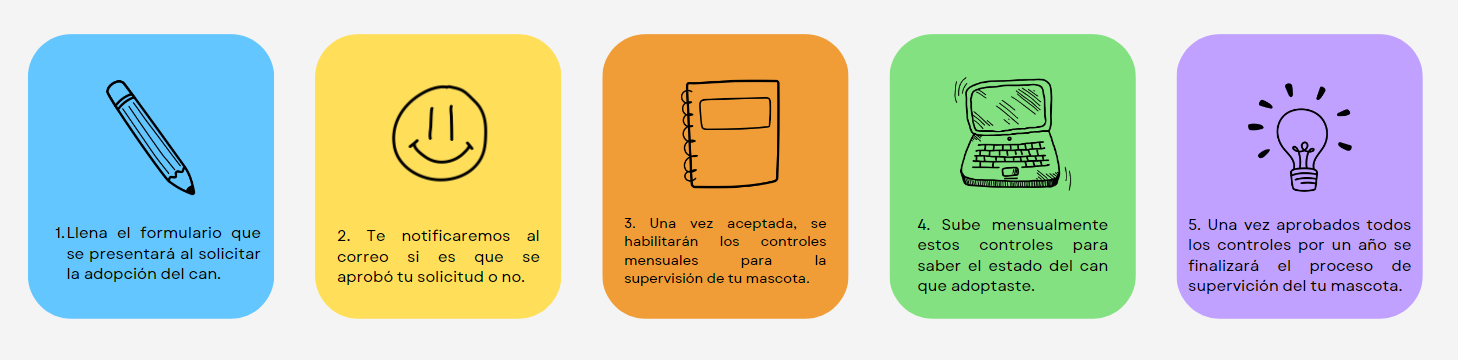 1. Llena el formulario que
se presentará al solicitar
la adopción del can.
2. Te notificaremos al
correo si es que se
aprobó tu solicitud o no.
3. Una vez aceptada, se
habilitarán los controles
mensuales para la
supervisión de tu mascota.
4. Sube mensualmente
estos controles para
saber el estado del can
que adoptaste.
5. Una vez aprobados todos
los controles por un año se
finalizará el proceso de
supervición del tu mascota.